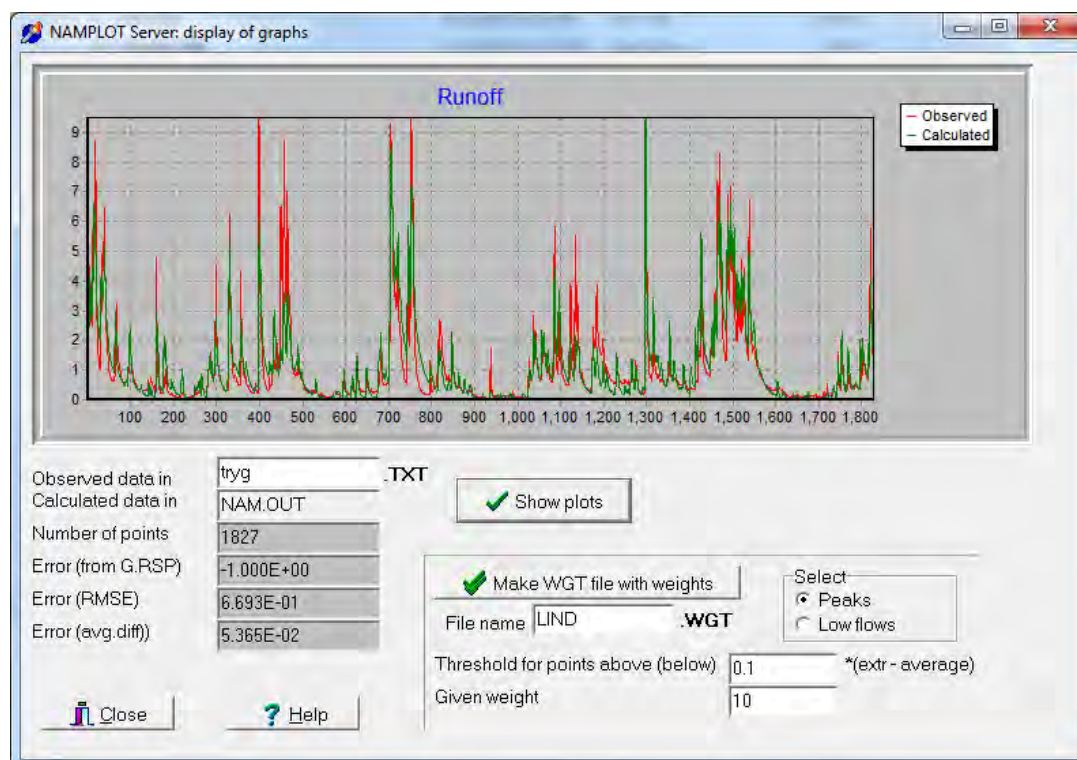 NAMPLOT Server: display of graphs
Runoff
Observed
Calculated
9
8
7
6
5
4
3
2
1
0
100 200 300 400 500 600 700 800 900 1,000 1,100 1,200 1,300 1,400 1,500 1,600 1,700 1,800
Observed data in tryg .TXT
Calculated data in NAM.OUT
Show plots
Number of points 1827
Error (from G.RSP) -1.000E+00
Error (RMSE) 6.693E-01
Error (avg.diff)) 5.365E-02
Make WGT file with weights
File name LIND .WGT
Select
Peaks
Low flows
Threshold for points above (below) 0.1 *(extr - average)
Given weight 10
Close
? Help